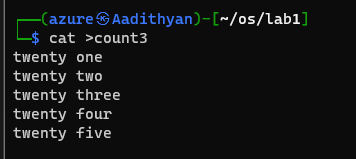 ┌──(azure㉿Aadithyan)-[~/os/lab1]
└─$ cat >count3
twenty one
twenty two
twenty three
twenty four
twenty five